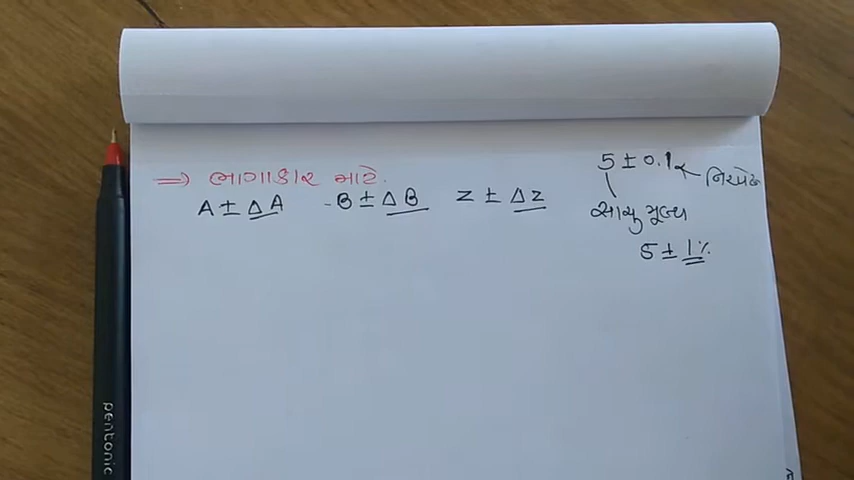 → ભાગાકાર માટે.
A ± ΔA B ± ΔB Z ± ΔZ
5 ± 0.1 ← નિરપેક્ષ
સાચુ મૂલ્ય
5 ± 1%
pentonic